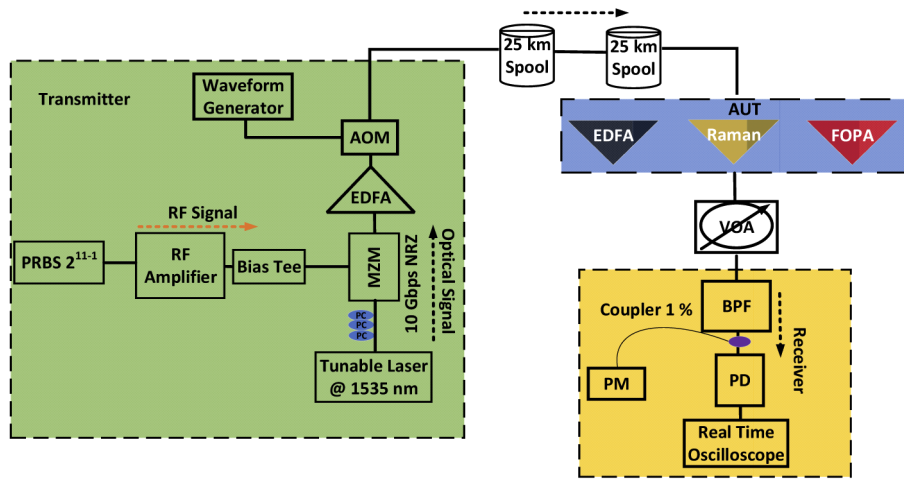 25 km
Spool
25 km
Spool
Transmitter
Waveform
Generator
AOM
EDFA
RF Signal
PRBS 2^11-1
RF
Amplifier
Bias Tee
MZM
10 Gbps NRZ
Optical Signal
PC
PC
PC
Tunable Laser
@ 1535 nm
AUT
EDFA
Raman
FOPA
VOA
Coupler 1 %
BPF
Receiver
PM
PD
Real Time
Oscilloscope